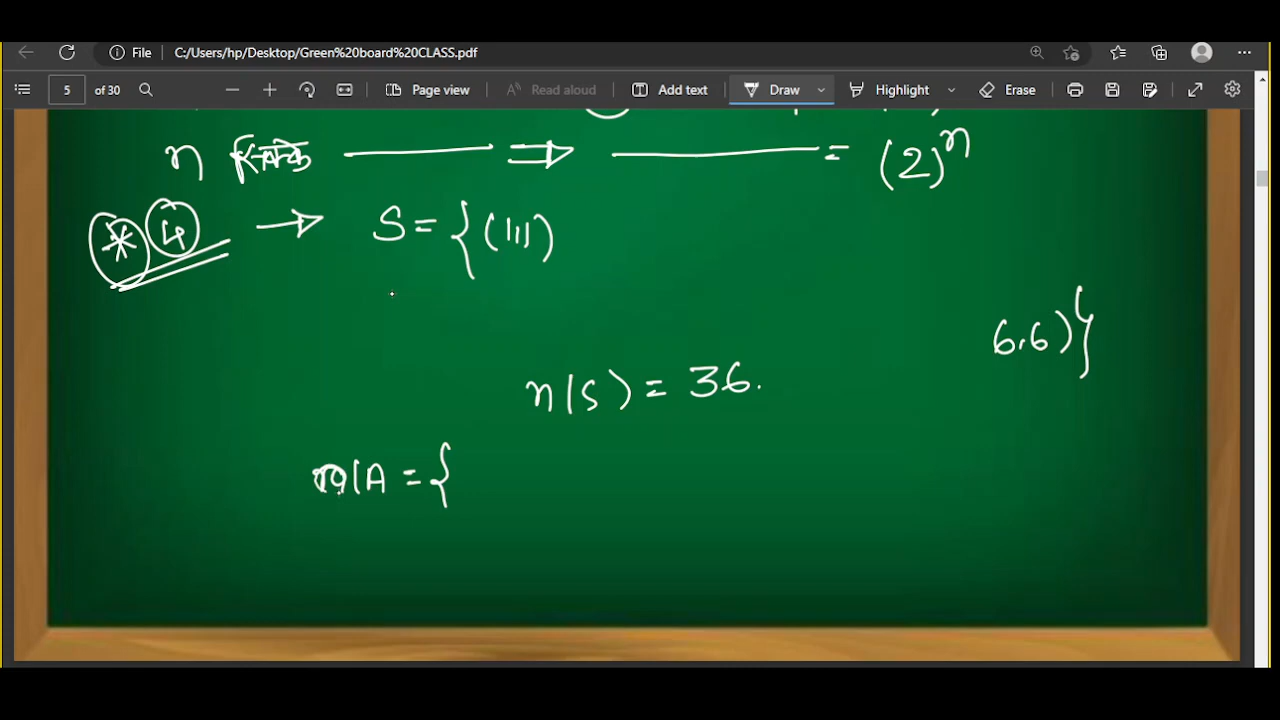 File C:/Users/hp/Desktop/Green%20board%20CLASS.pdf
5 of 30 Page view Read aloud Add text Draw Highlight Erase
n ⇒ = (2)^n
* 4 → S = { (1,1)
6,6) }
n(S) = 36.
A = {